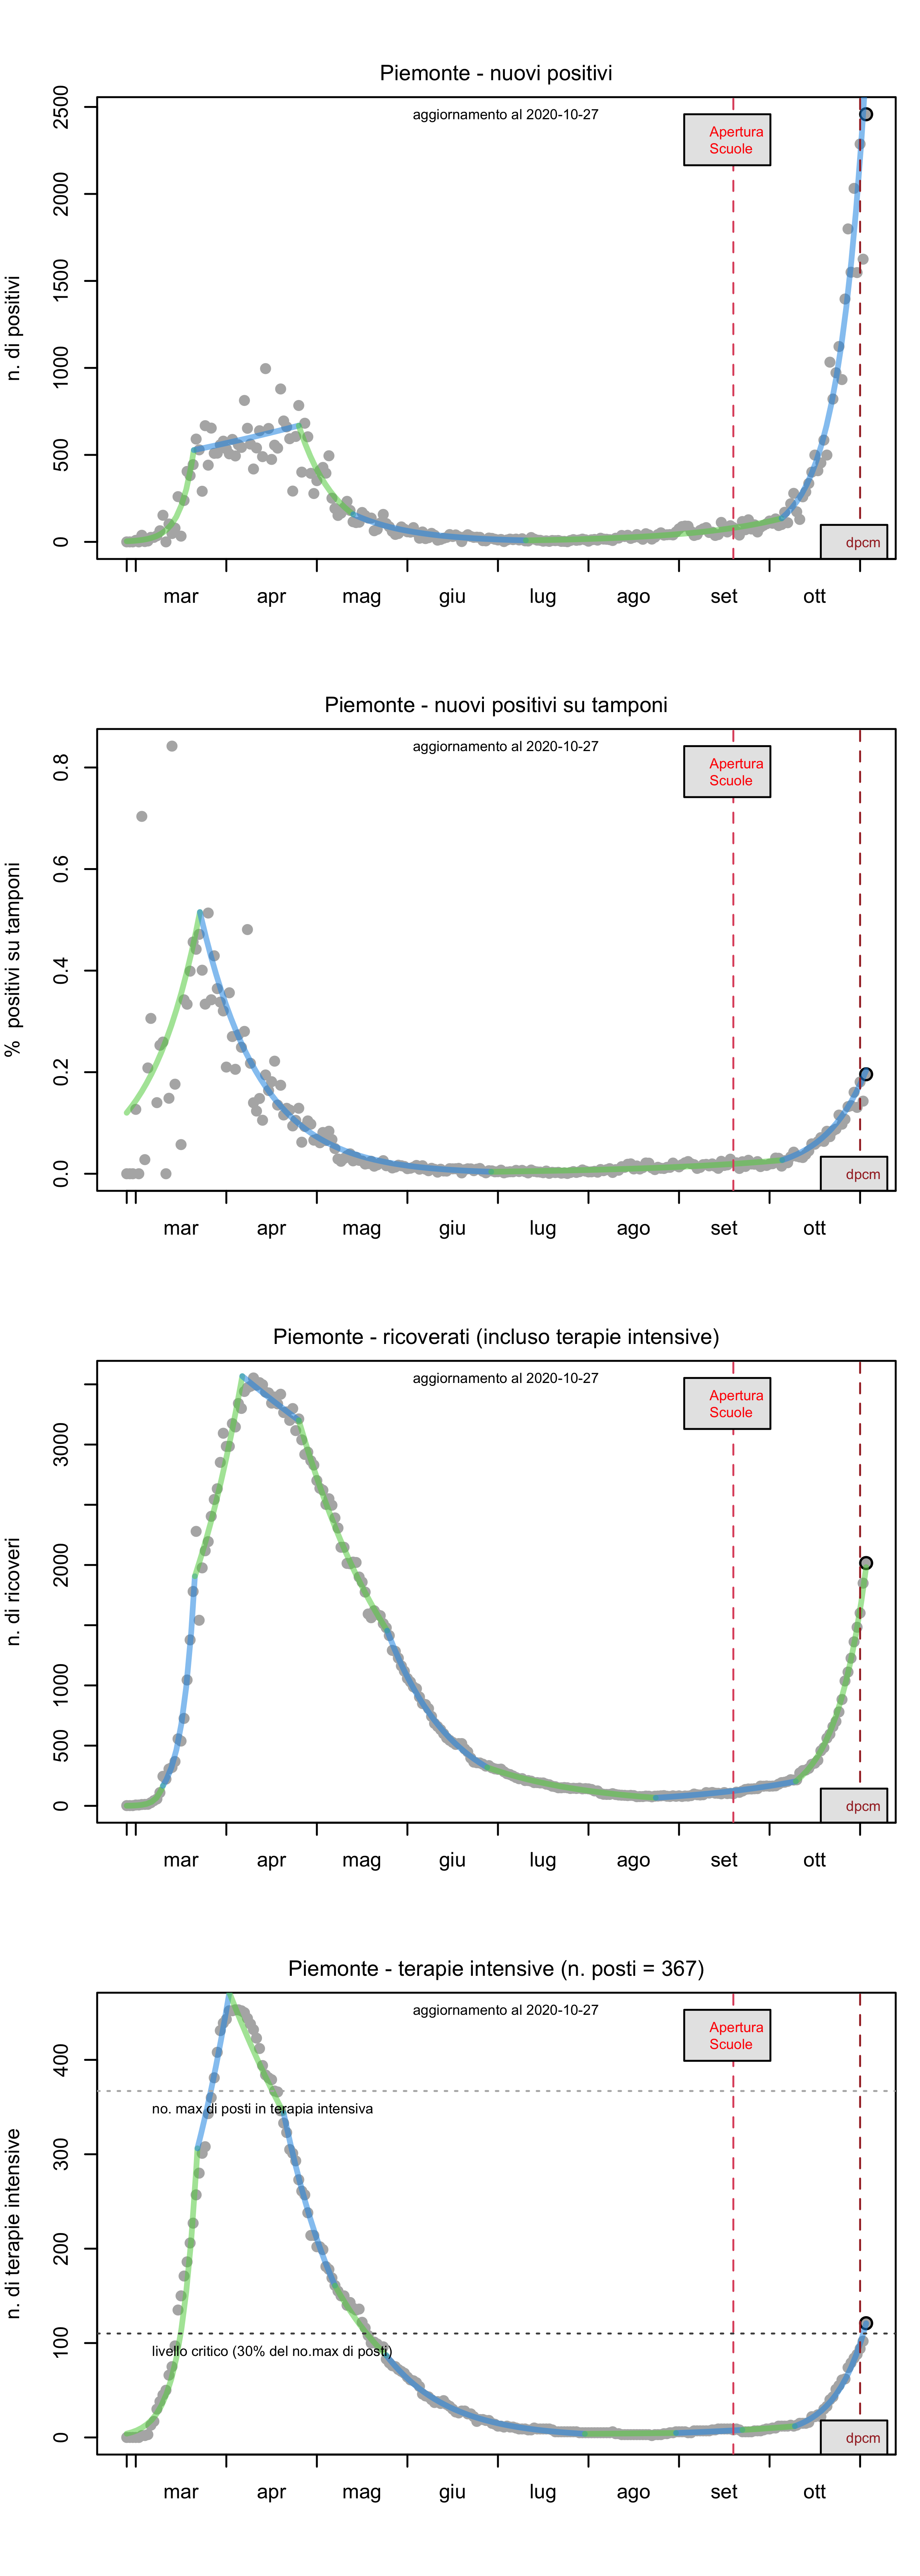 Piemonte - nuovi positivi
aggiornamento al 2020-10-27
Apertura
Scuole
n. di positivi
2500
2000
1500
1000
500
0
dpcm
mar apr mag giu lug ago set ott
Piemonte - nuovi positivi su tamponi
aggiornamento al 2020-10-27
Apertura
Scuole
% positivi su tamponi
0.8
0.6
0.4
0.2
0.0
dpcm
mar apr mag giu lug ago set ott
Piemonte - ricoverati (incluso terapie intensive)
aggiornamento al 2020-10-27
Apertura
Scuole
n. di ricoveri
3000
2000
1000
500
0
dpcm
mar apr mag giu lug ago set ott
Piemonte - terapie intensive (n. posti = 367)
aggiornamento al 2020-10-27
Apertura
Scuole
n. di terapie intensive
400
300
200
100
0
no. max di posti in terapia intensiva
livello critico (30% del no.max di posti)
dpcm
mar apr mag giu lug ago set ott